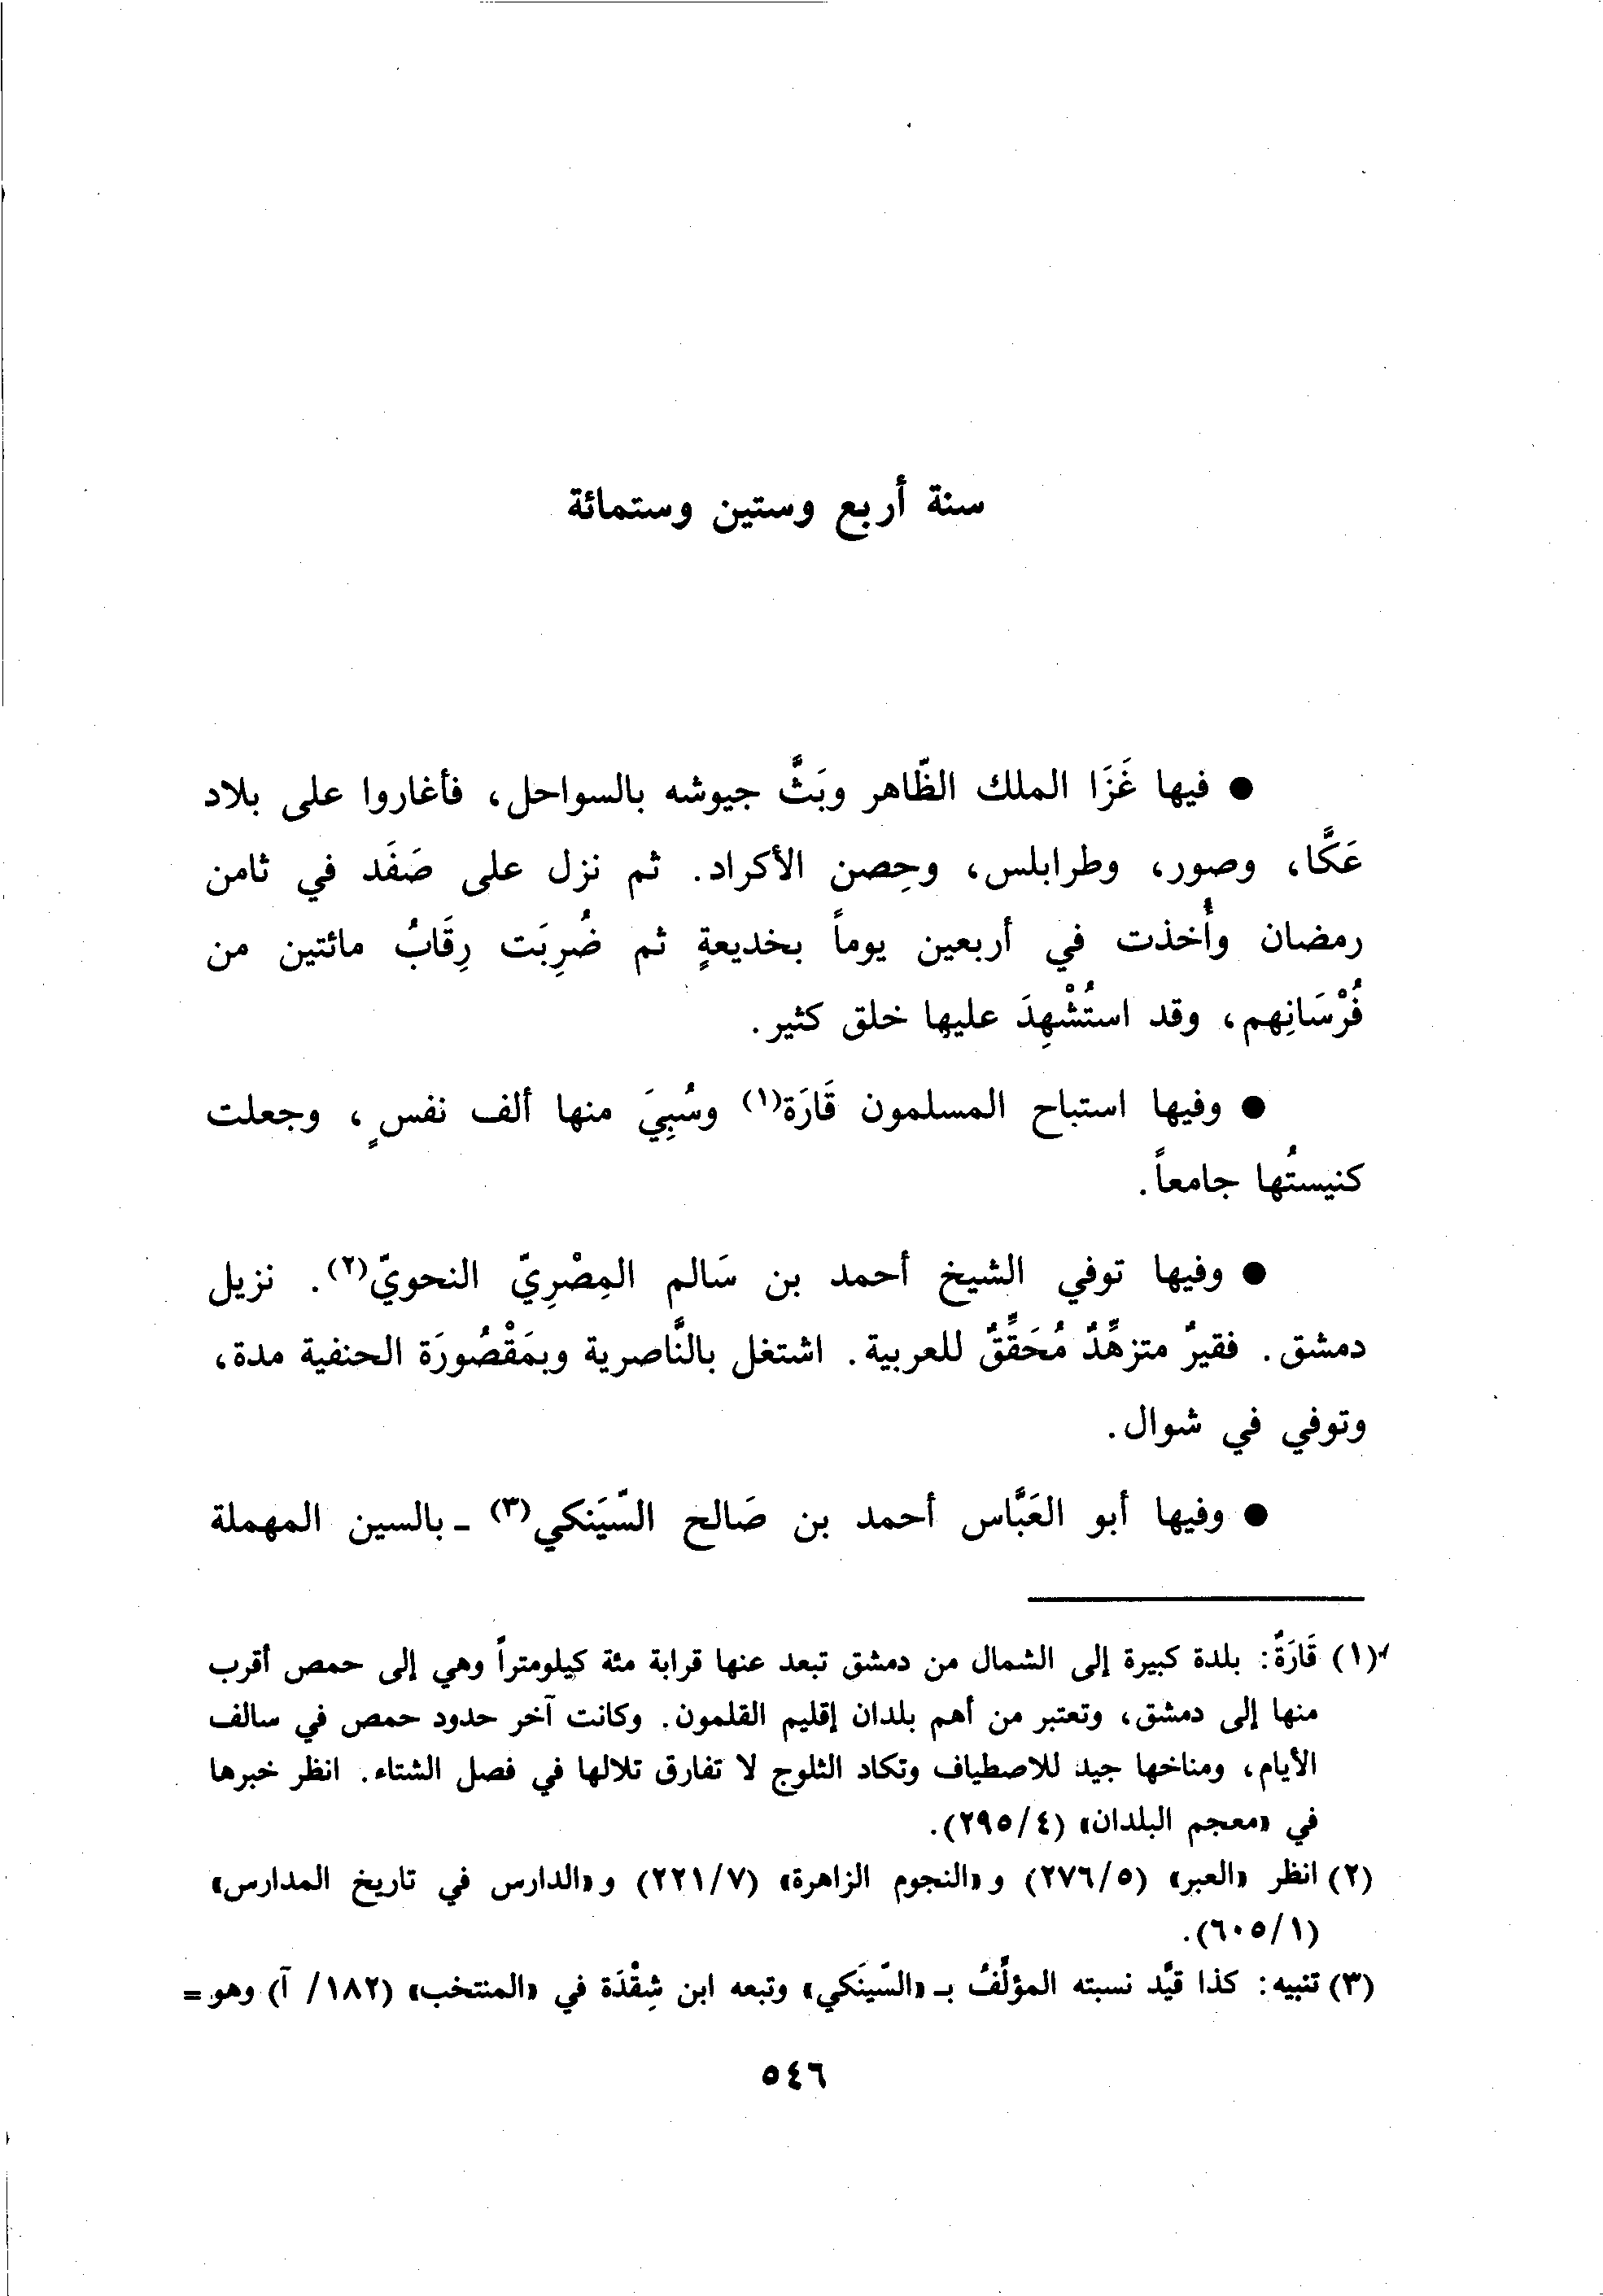 سنة أربع وستين وستمائة
● فيها غَزَا الملك الظَّاهر وبَثَّ جيوشه بالسواحل، فأغاروا على بلاد
عَكَّا، وصور، وطرابلس، وحِصن الأكراد. ثم نزل على صَفَد في ثامن
رمضان وأُخذت في أربعين يوماً بخديعةٍ ثم ضُرِبَت رِقَابُ مائتين من
فُرْسَانِهم، وقد استُشْهِدَ عليها خلق كثير.
● وفيها استباح المسلمون قَارَة(١) وسُبِيَ منها ألف نفسٍ، وجعلت
كنيستُها جامعاً.
● وفيها توفي الشيخ أحمد بن سَالم المِصْرِيّ النحويّ(٢). نزيل
دمشق. فقيرٌ متزهِّدٌ مُحَقِّقٌ للعربية. اشتغل بالنَّاصرية وبمَقْصُورَة الحنفية مدة،
وتوفي في شوال.
● وفيها أبو العَبَّاس أحمد بن صَالح السِّيَنكي(٣) ـ بالسين المهملة
(١) قَارَةٌ: بلدة كبيرة إلى الشمال من دمشق تبعد عنها قرابة مئة كيلومتراً وهي إلى حمص أقرب
منها إلى دمشق، وتعتبر من أهم بلدان إقليم القلمون. وكانت آخر حدود حمص في سالف
الأيام، ومناخها جيد للاصطياف وتكاد الثلوج لا تفارق تلالها في فصل الشتاء. انظر خبرها
في «معجم البلدان» (٢٩٥/٤).
(٢) انظر «العبر» (٢٧٦/٥) و«النجوم الزاهرة» (٢٢١/٧) و«الدارس في تاريخ المدارس»
(٦٠٥/١).
(٣) تنبيه: كذا قيَّد نسبته المؤلِّفُ بـ «السِّيَنَكي» وتبعه ابن شِقْدَة في «المنتخب» (١٨٢/ آ) وهو =
٥٤٦